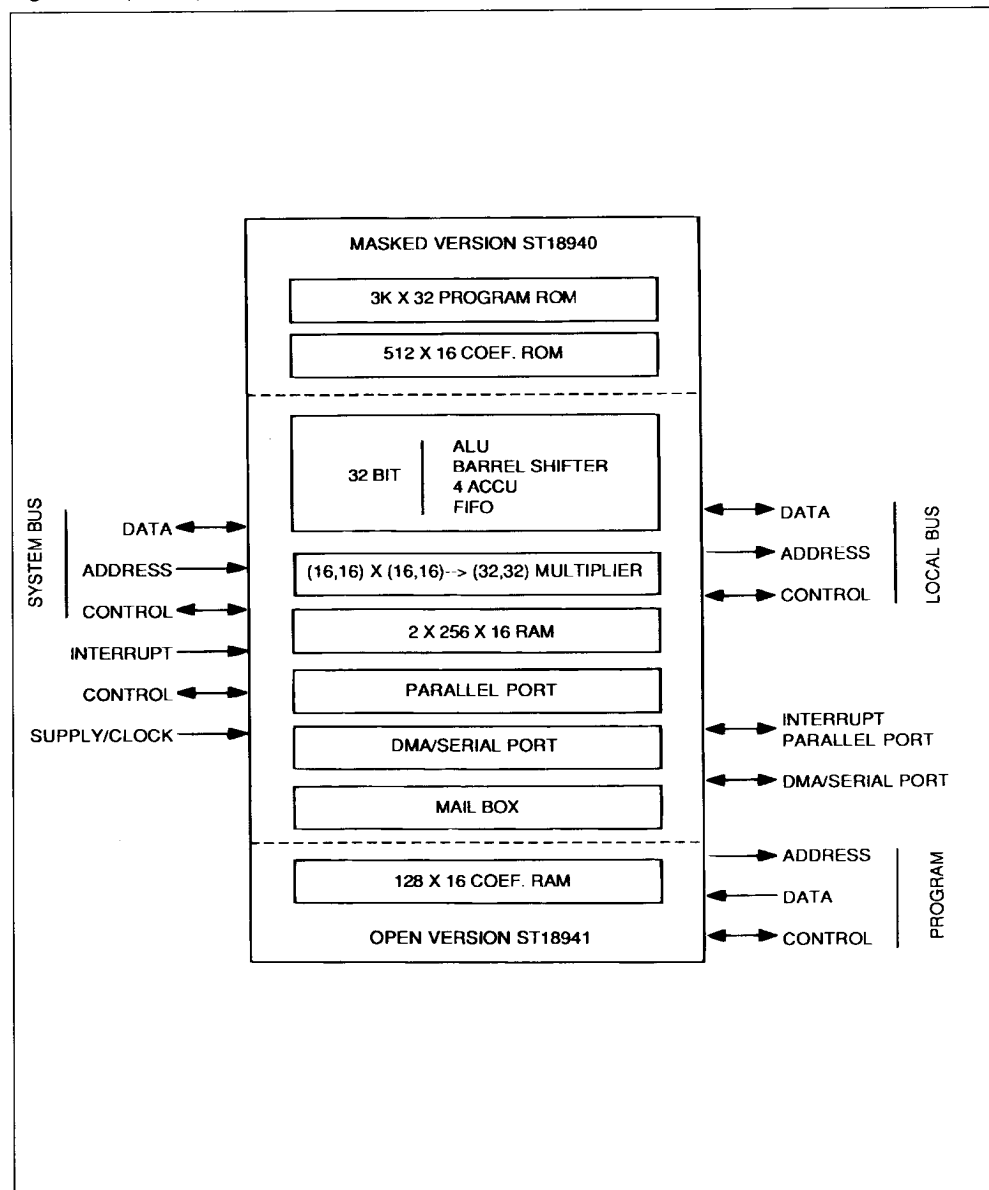 MASKED VERSION ST18940
3K X 32 PROGRAM ROM
512 X 16 COEF. ROM
32 BIT
ALU
BARREL SHIFTER
4 ACCU
FIFO
(16,16) X (16,16)--> (32,32) MULTIPLIER
2 X 256 X 16 RAM
PARALLEL PORT
DMA/SERIAL PORT
MAIL BOX
128 X 16 COEF. RAM
OPEN VERSION ST18941
SYSTEM BUS
DATA
ADDRESS
CONTROL
INTERRUPT
CONTROL
SUPPLY/CLOCK
DATA
ADDRESS
CONTROL
LOCAL BUS
INTERRUPT
PARALLEL PORT
DMA/SERIAL PORT
ADDRESS
DATA
CONTROL
PROGRAM